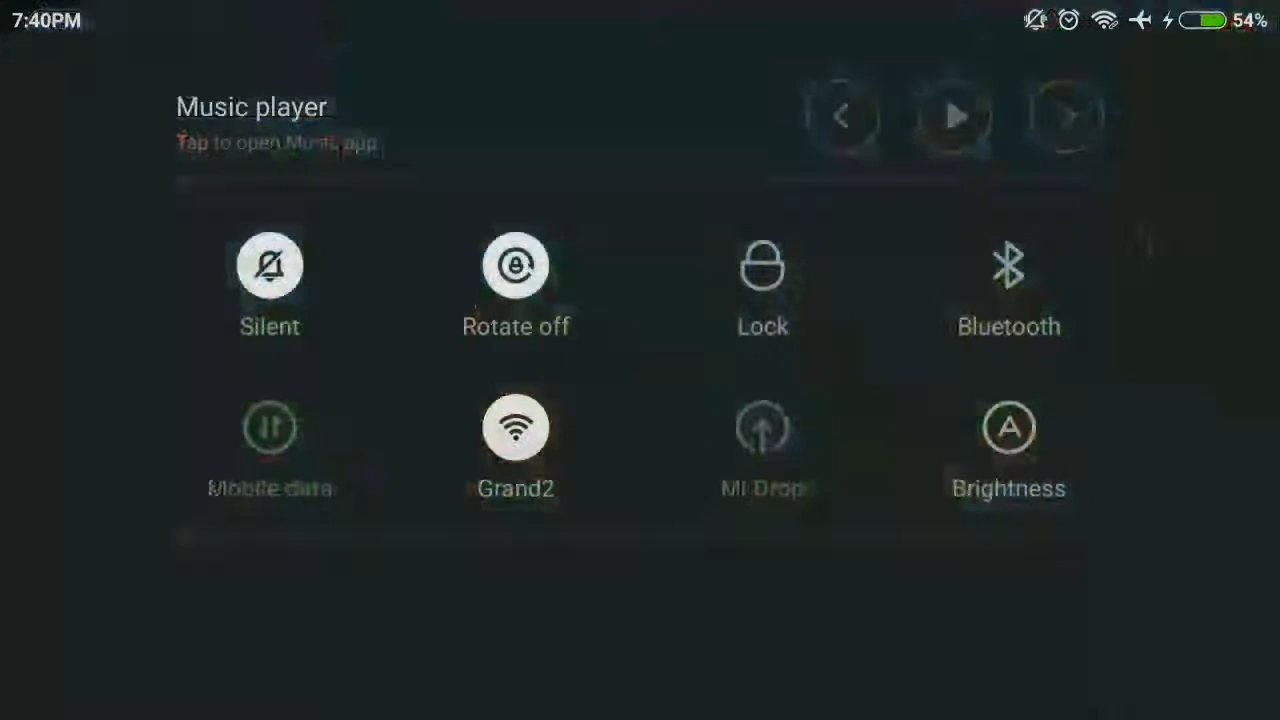 7:40PM 54%
Music player
Tap to open Music app
Silent Rotate off Lock Bluetooth
Mobile data Grand2 Mi Drop Brightness